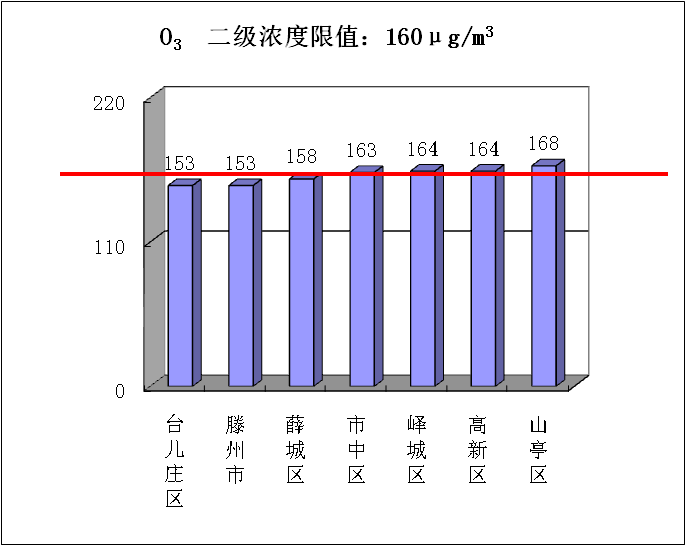 O₃ 二级浓度限值：160μg/m³
220
153 153 158 163 164 164 168
110
0
台儿庄区 滕州市 薛城区 市中区 峄城区 高新区 山亭区